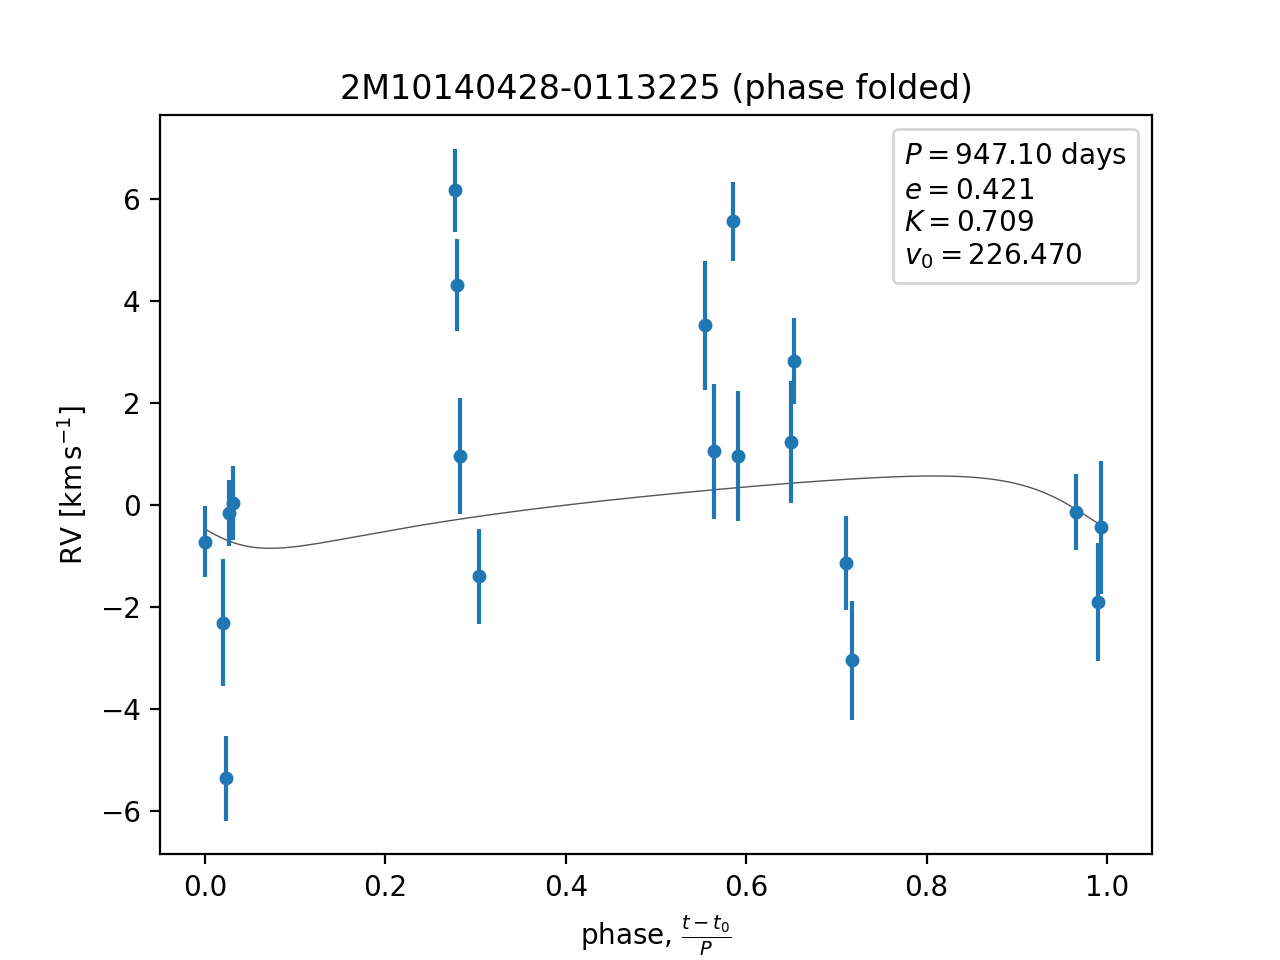 2M10140428-0113225 (phase folded)
P = 947.10 days
e = 0.421
K = 0.709
v₀ = 226.470
RV [km s⁻¹]
6
4
2
0
−2
−4
−6
0.0 0.2 0.4 0.6 0.8 1.0
phase, (t − t₀)/P